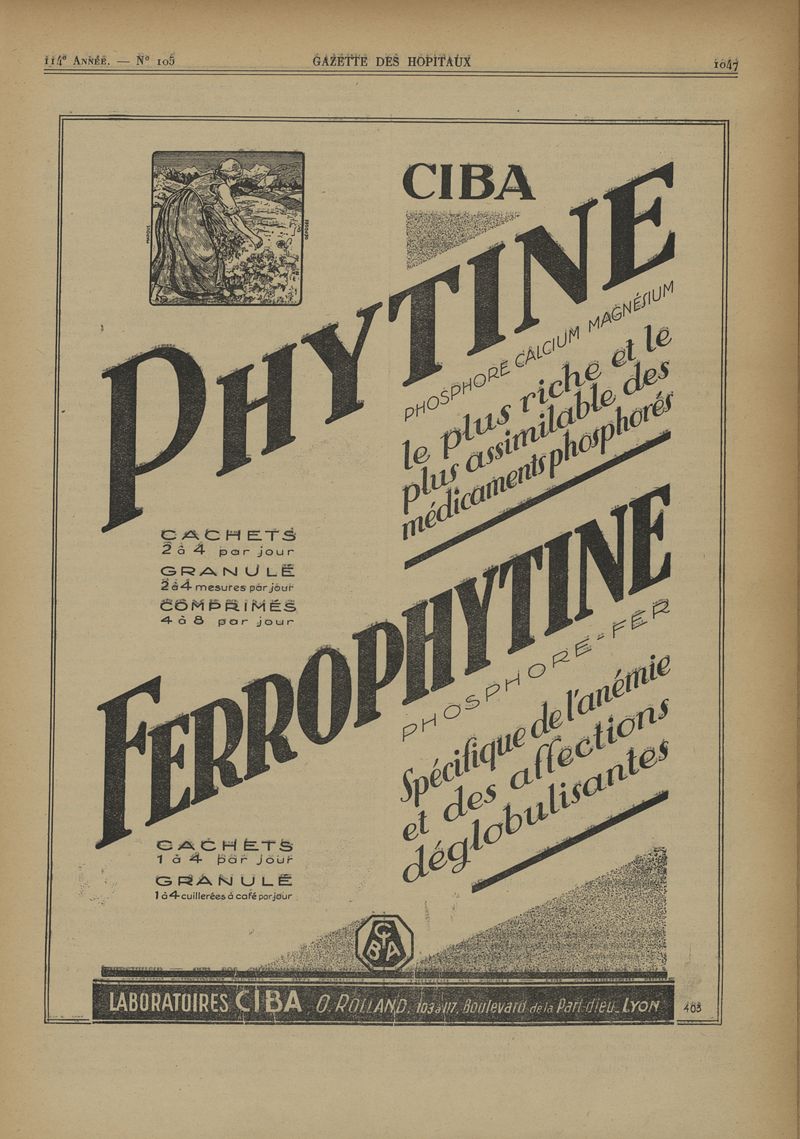 114e ANNÉE. — No 105
GAZETTE DES HOPITAUX
1047
CIBA
PHYTINE
PHOSPHORE CALCIUM MAGNÉSIUM
le plus riche et le
plus assimilable des
médicaments phosphorés
CACHETS
2 à 4 par jour
GRANULÉ
2 à 4 mesures par jour
COMPRIMÉS
4 à 8 par jour
FERROPHYTINE
PHOSPHORE-FER
Spécifique de l'anémie
et des affections
déglobulisantes
CACHETS
1 à 4 par jour
GRANULÉ
1 à 4 cuillerées à café par jour
CIBA
LABORATOIRES CIBA, O. ROLLAND, 103 à 117, Boulevard de la Part-dieu_LYON
403